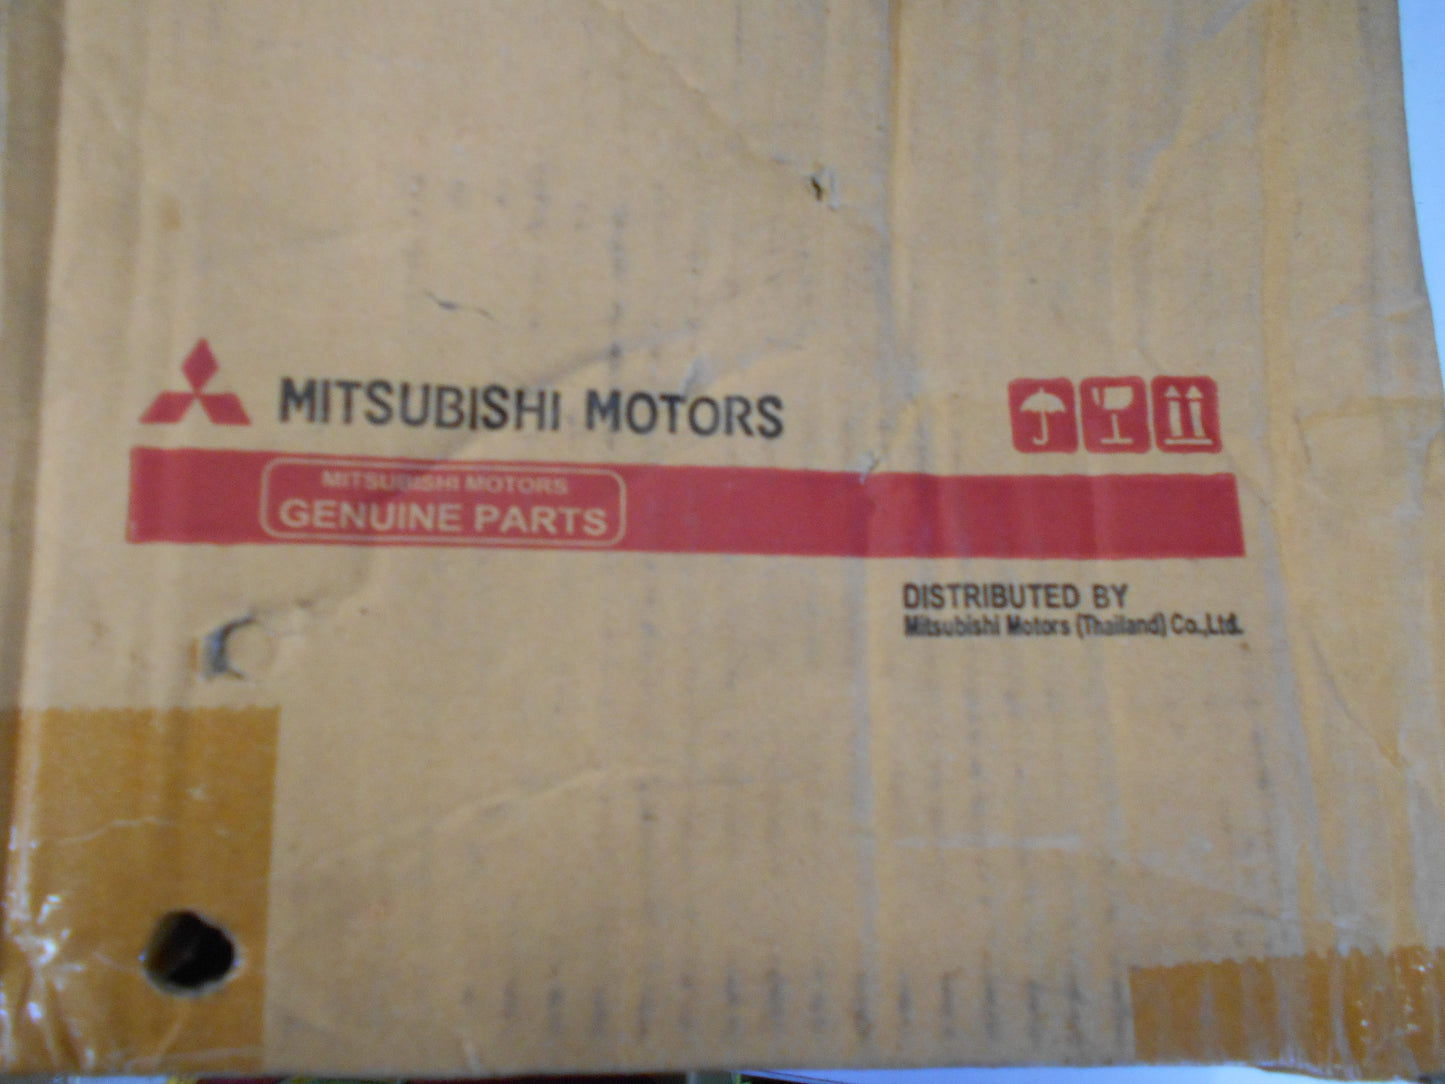 MITSUBISHI MOTORS
MITSUBISHI MOTORS
GENUINE PARTS
DISTRIBUTED BY
Mitsubishi Motors (Thailand) Co.,Ltd.